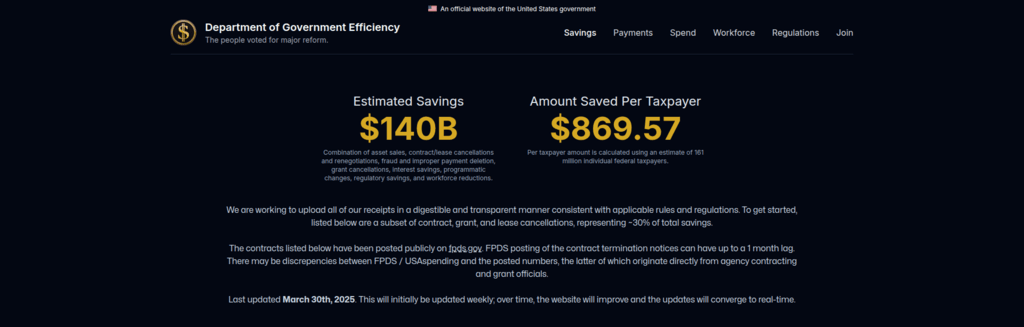 An official website of the United States government
Department of Government Efficiency
The people voted for major reform.
Savings Payments Spend Workforce Regulations Join
Estimated Savings
$140B
Combination of asset sales, contract/lease cancellations
and renegotiations, fraud and improper payment deletion,
grant cancellations, interest savings, programmatic
changes, regulatory savings, and workforce reductions.
Amount Saved Per Taxpayer
$869.57
Per taxpayer amount is calculated using an estimate of 161
million individual federal taxpayers.
We are working to upload all of our receipts in a digestible and transparent manner consistent with applicable rules and regulations. To get started,
listed below are a subset of contract, grant, and lease cancellations, representing ~30% of total savings.
The contracts listed below have been posted publicly on fpds.gov. FPDS posting of the contract termination notices can have up to a 1 month lag.
There may be discrepancies between FPDS / USAspending and the posted numbers, the latter of which originate directly from agency contracting
and grant officials.
Last updated March 30th, 2025. This will initially be updated weekly; over time, the website will improve and the updates will converge to real-time.